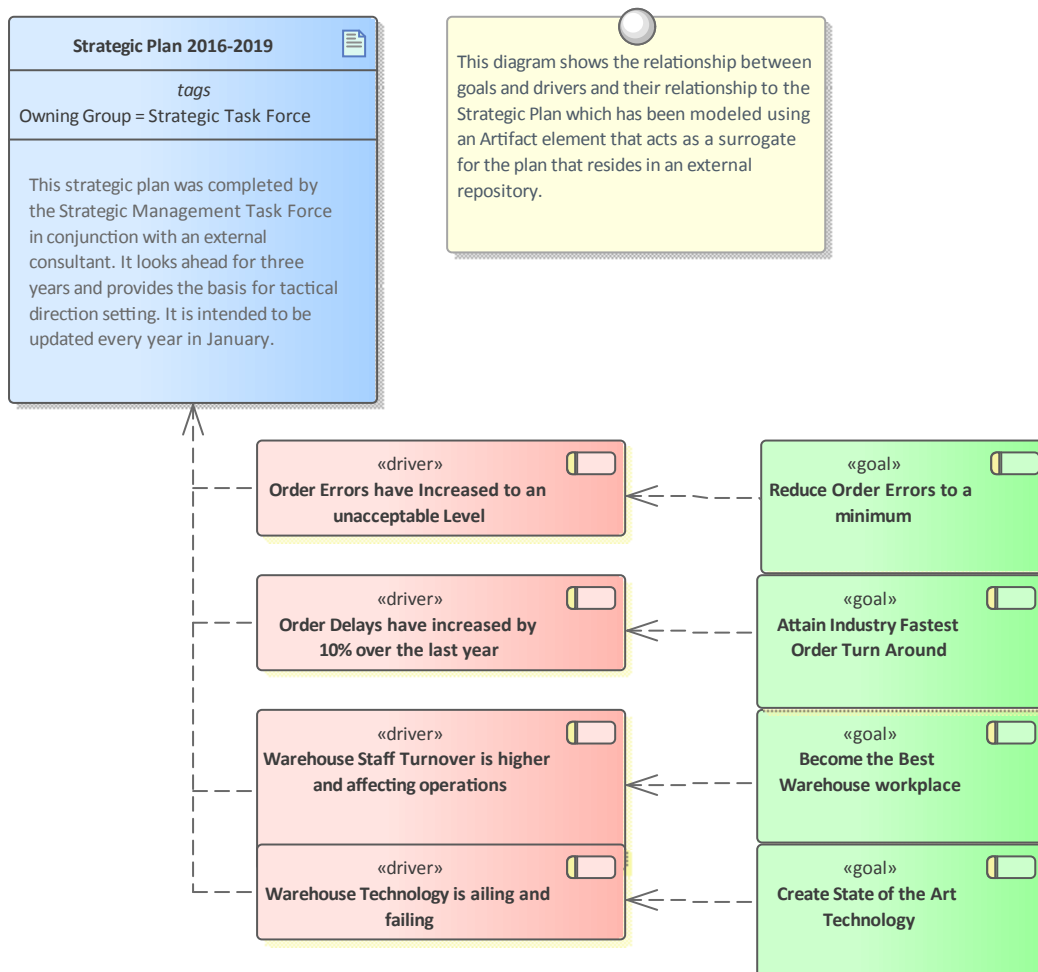 Strategic Plan 2016-2019
tags
Owning Group = Strategic Task Force
This strategic plan was completed by
the Strategic Management Task Force
in conjunction with an external
consultant. It looks ahead for three
years and provides the basis for tactical
direction setting. It is intended to be
updated every year in January.
This diagram shows the relationship between
goals and drivers and their relationship to the
Strategic Plan which has been modeled using
an Artifact element that acts as a surrogate
for the plan that resides in an external
repository.
«driver»
Order Errors have Increased to an
unacceptable Level
«goal»
Reduce Order Errors to a
minimum
«driver»
Order Delays have increased by
10% over the last year
«goal»
Attain Industry Fastest
Order Turn Around
«driver»
Warehouse Staff Turnover is higher
and affecting operations
«goal»
Become the Best
Warehouse workplace
«driver»
Warehouse Technology is ailing and
failing
«goal»
Create State of the Art
Technology